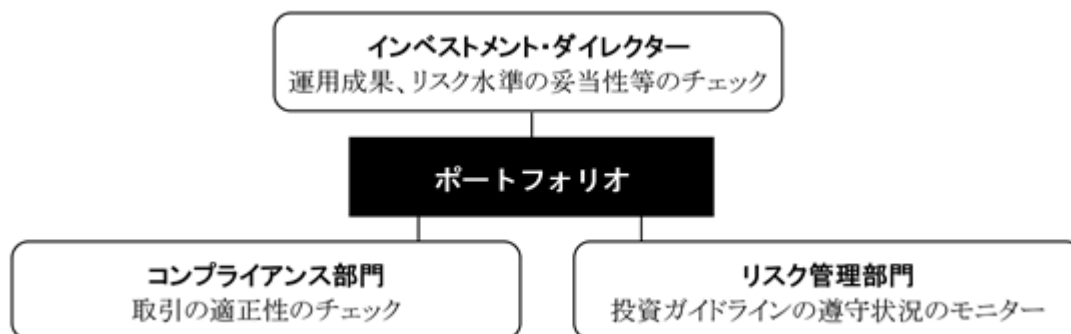 インベストメント・ダイレクター
運用成果、リスク水準の妥当性等のチェック
ポートフォリオ
コンプライアンス部門
取引の適正性のチェック
リスク管理部門
投資ガイドラインの遵守状況のモニター